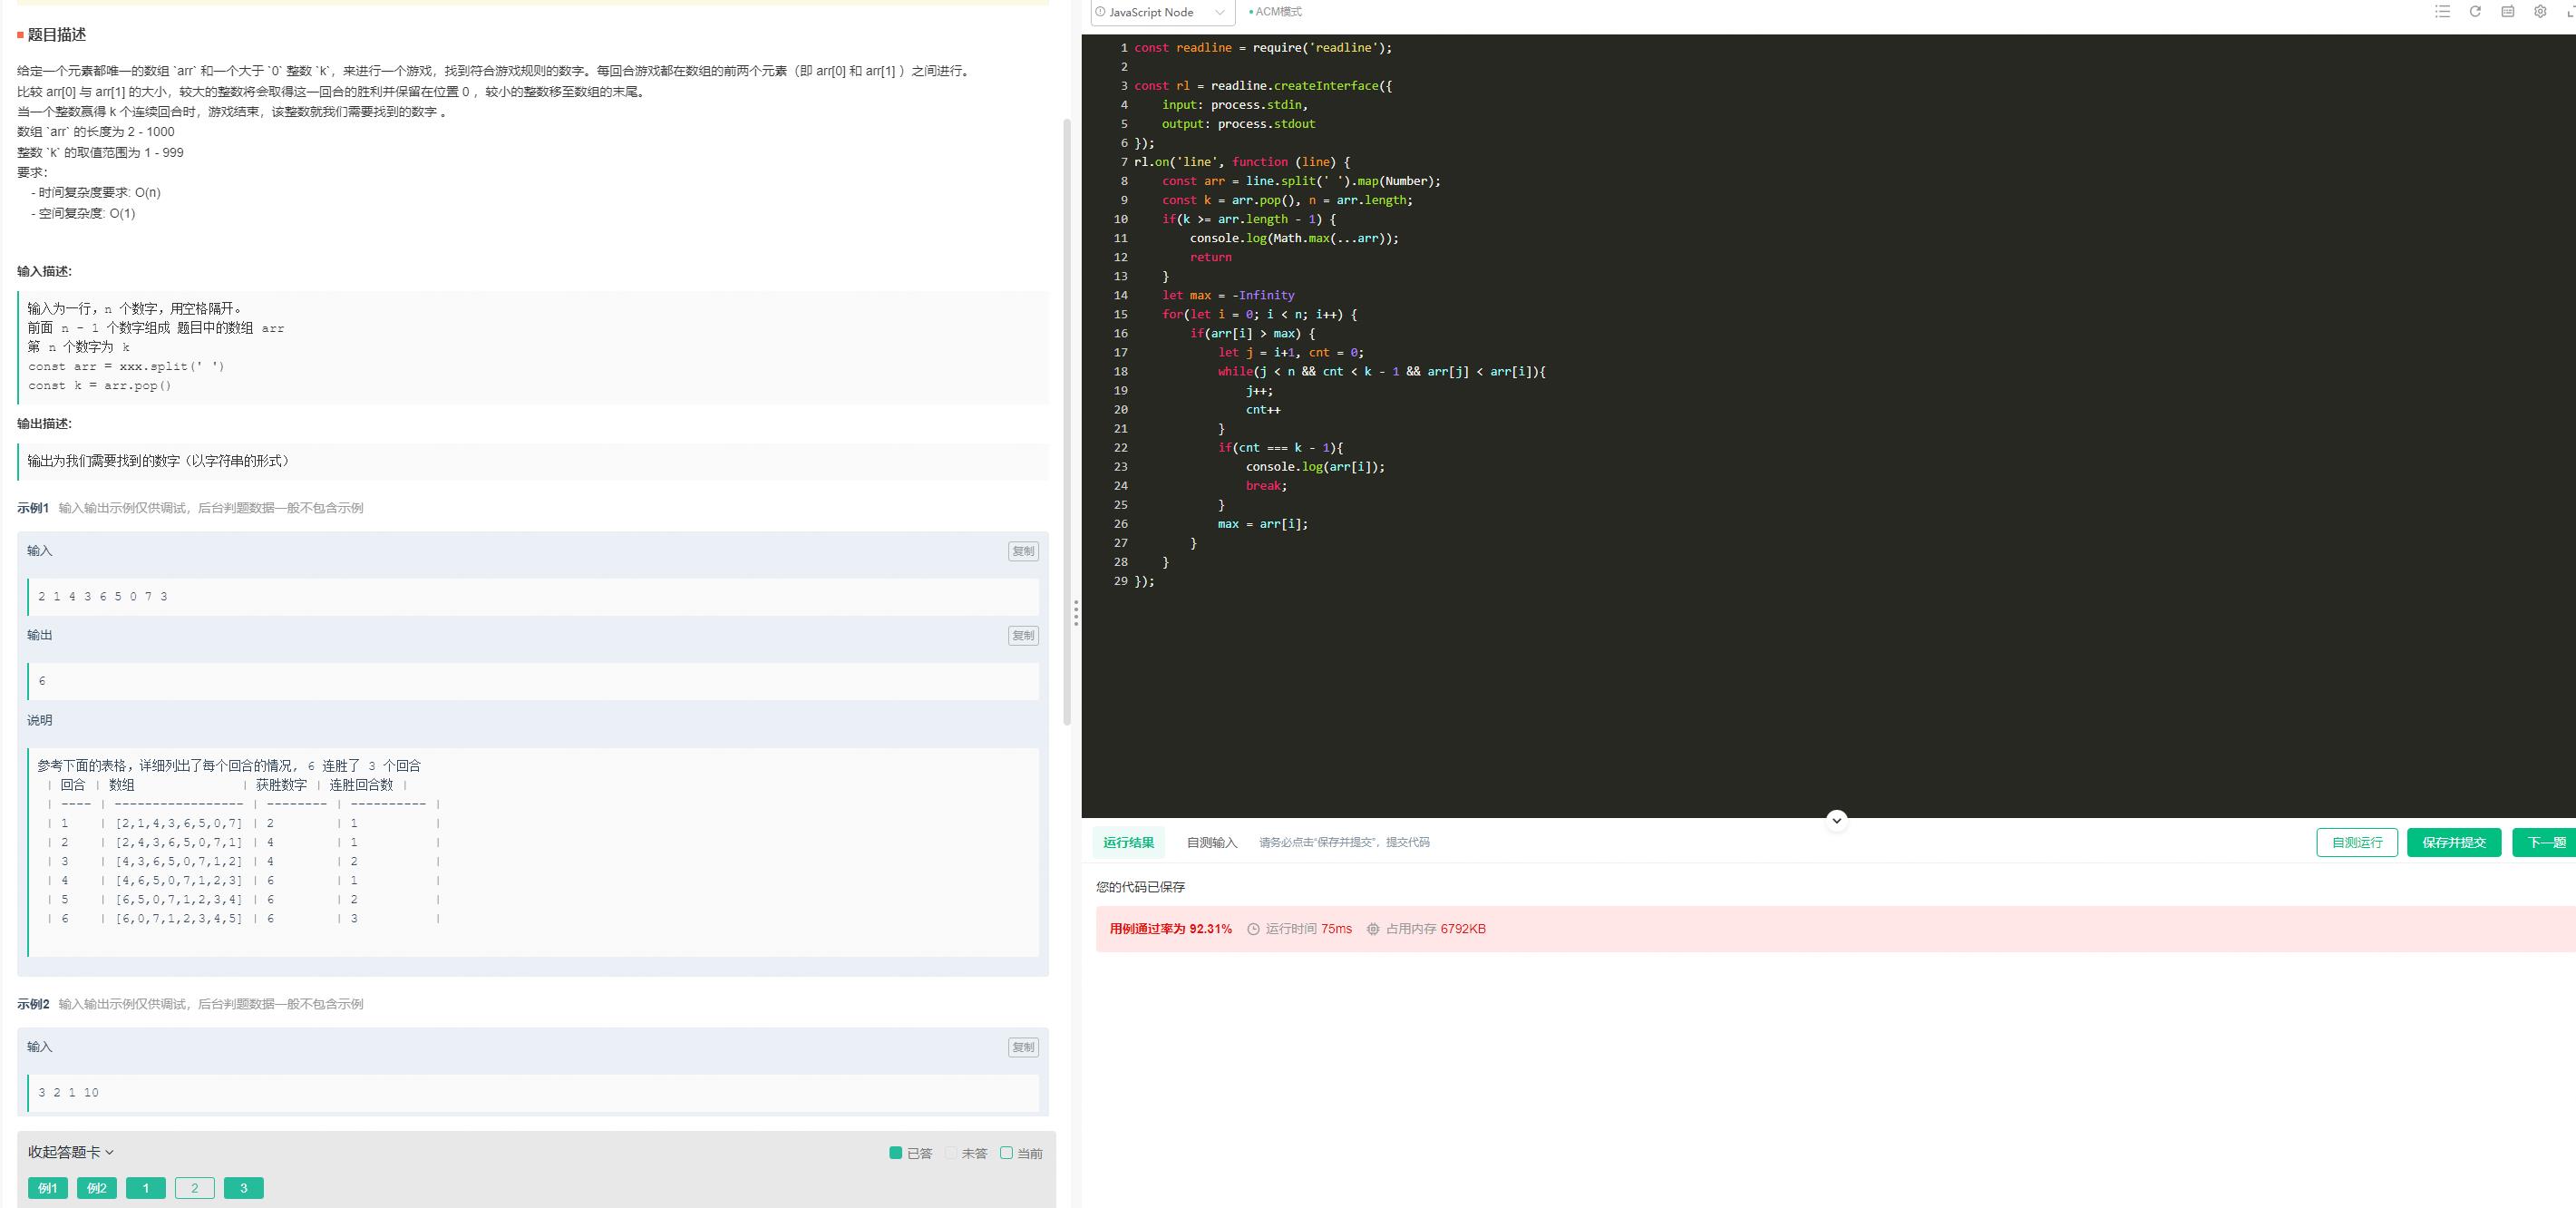 题目描述
给定一个元素都唯一的数组 `arr` 和一个大于 `0` 整数 `k`，来进行一个游戏，找到符合游戏规则的数字。每回合游戏都在数组的前两个元素（即 arr[0] 和 arr[1] ）之间进行。
比较 arr[0] 与 arr[1] 的大小，较大的整数将会取得这一回合的胜利并保留在位置 0 ，较小的整数移至数组的末尾。
当一个整数赢得 k 个连续回合时，游戏结束，该整数就我们需要找到的数字 。
数组 `arr` 的长度为 2 - 1000
整数 `k` 的取值范围为 1 - 999
要求：
- 时间复杂度要求: O(n)
- 空间复杂度: O(1)
输入描述:
输入为一行，n 个数字，用空格隔开。
前面 n - 1 个数字组成 题目中的数组 arr
第 n 个数字为 k
const arr = xxx.split(' ')
const k = arr.pop()
输出描述:
输出为我们需要找到的数字（以字符串的形式）
示例1 输入输出示例仅供调试，后台判题数据一般不包含示例
输入
复制
2 1 4 3 6 5 0 7 3
输出
复制
6
说明
参考下面的表格，详细列出了每个回合的情况, 6 连胜了 3 个回合
| 回合 | 数组 | 获胜数字 | 连胜回合数 |
| ---- | ----------------- | -------- | ---------- |
| 1 | [2,1,4,3,6,5,0,7] | 2 | 1 |
| 2 | [2,4,3,6,5,0,7,1] | 4 | 1 |
| 3 | [4,3,6,5,0,7,1,2] | 4 | 2 |
| 4 | [4,6,5,0,7,1,2,3] | 6 | 1 |
| 5 | [6,5,0,7,1,2,3,4] | 6 | 2 |
| 6 | [6,0,7,1,2,3,4,5] | 6 | 3 |
示例2 输入输出示例仅供调试，后台判题数据一般不包含示例
输入
复制
3 2 1 10
收起答题卡
已答 未答 当前
例1 例2 1 2 3
JavaScript Node
ACM模式
1 const readline = require('readline');
2
3 const rl = readline.createInterface({
4 input: process.stdin,
5 output: process.stdout
6 });
7 rl.on('line', function (line) {
8 const arr = line.split(' ').map(Number);
9 const k = arr.pop(), n = arr.length;
10 if(k >= arr.length - 1) {
11 console.log(Math.max(...arr));
12 return
13 }
14 let max = -Infinity
15 for(let i = 0; i < n; i++) {
16 if(arr[i] > max) {
17 let j = i+1, cnt = 0;
18 while(j < n && cnt < k - 1 && arr[j] < arr[i]){
19 j++;
20 cnt++
21 }
22 if(cnt === k - 1){
23 console.log(arr[i]);
24 break;
25 }
26 max = arr[i];
27 }
28 }
29 });
运行结果 自测输入 请务必点击“保存并提交”，提交代码
自测运行 保存并提交 下一题
您的代码已保存
用例通过率为 92.31% 运行时间 75ms 占用内存 6792KB